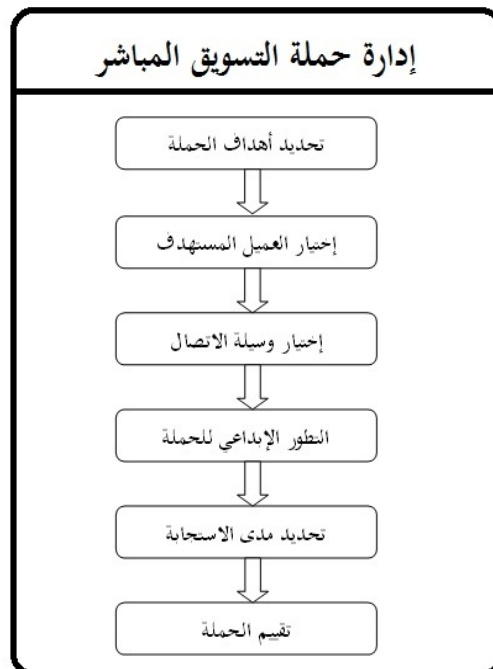 إدارة حملة التسويق المباشر
تحديد أهداف الحملة
إختيار العميل المستهدف
إختيار وسيلة الاتصال
التطور الإبداعي للحملة
تحديد مدى الاستجابة
تقييم الحملة